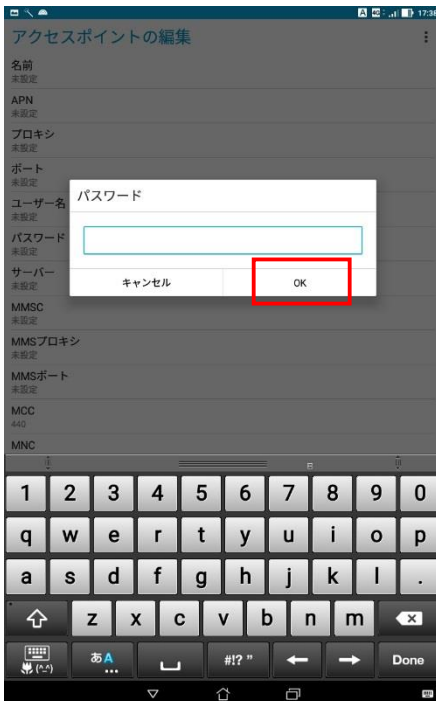 17:38
アクセスポイントの編集
名前
未設定
APN
未設定
プロキシ
未設定
ポート
未設定
ユーザー名
未設定
パスワード
未設定
サーバー
未設定
MMSC
未設定
MMSプロキシ
未設定
MMSポート
未設定
MCC
440
MNC
パスワード
キャンセル OK
1 2 3 4 5 6 7 8 9 0
q w e r t y u i o p
a s d f g h j k l .
z x c v b n m
(^_^) あA ... #!?" ← → Done